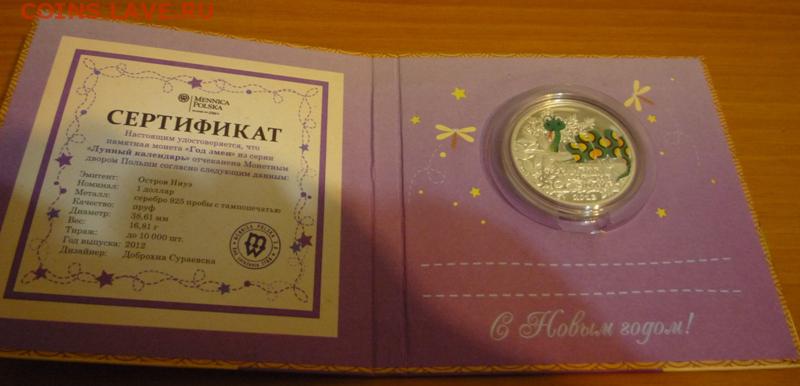 COINS.LAVE.RU
MENNICA
POLSKA
СЕРТИФИКАТ
Настоящим удостоверяется, что
памятная монета «Год змеи» из серии
«Лунный календарь» отчеканена Монетным
двором Польши согласно следующим данным:
Эмитент: Остров Ниуэ
Номинал: 1 доллар
Металл: серебро 925 пробы с тампопечатью
Качество: пруф
Диаметр: 38,61 мм
Вес: 16,81 г
Тираж: до 10 000 шт.
Год выпуска: 2012
Дизайнер: Доброхна Сураевска
MENNICA POLSKA S.A.
2013
С Новым годом!